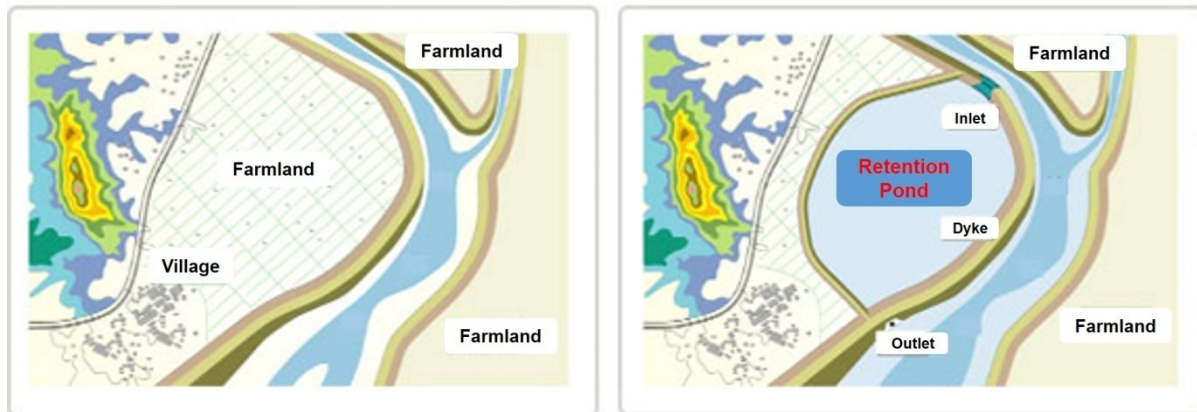 Farmland
Farmland
Village
Farmland
Farmland
Inlet
Retention
Pond
Dyke
Farmland
Outlet